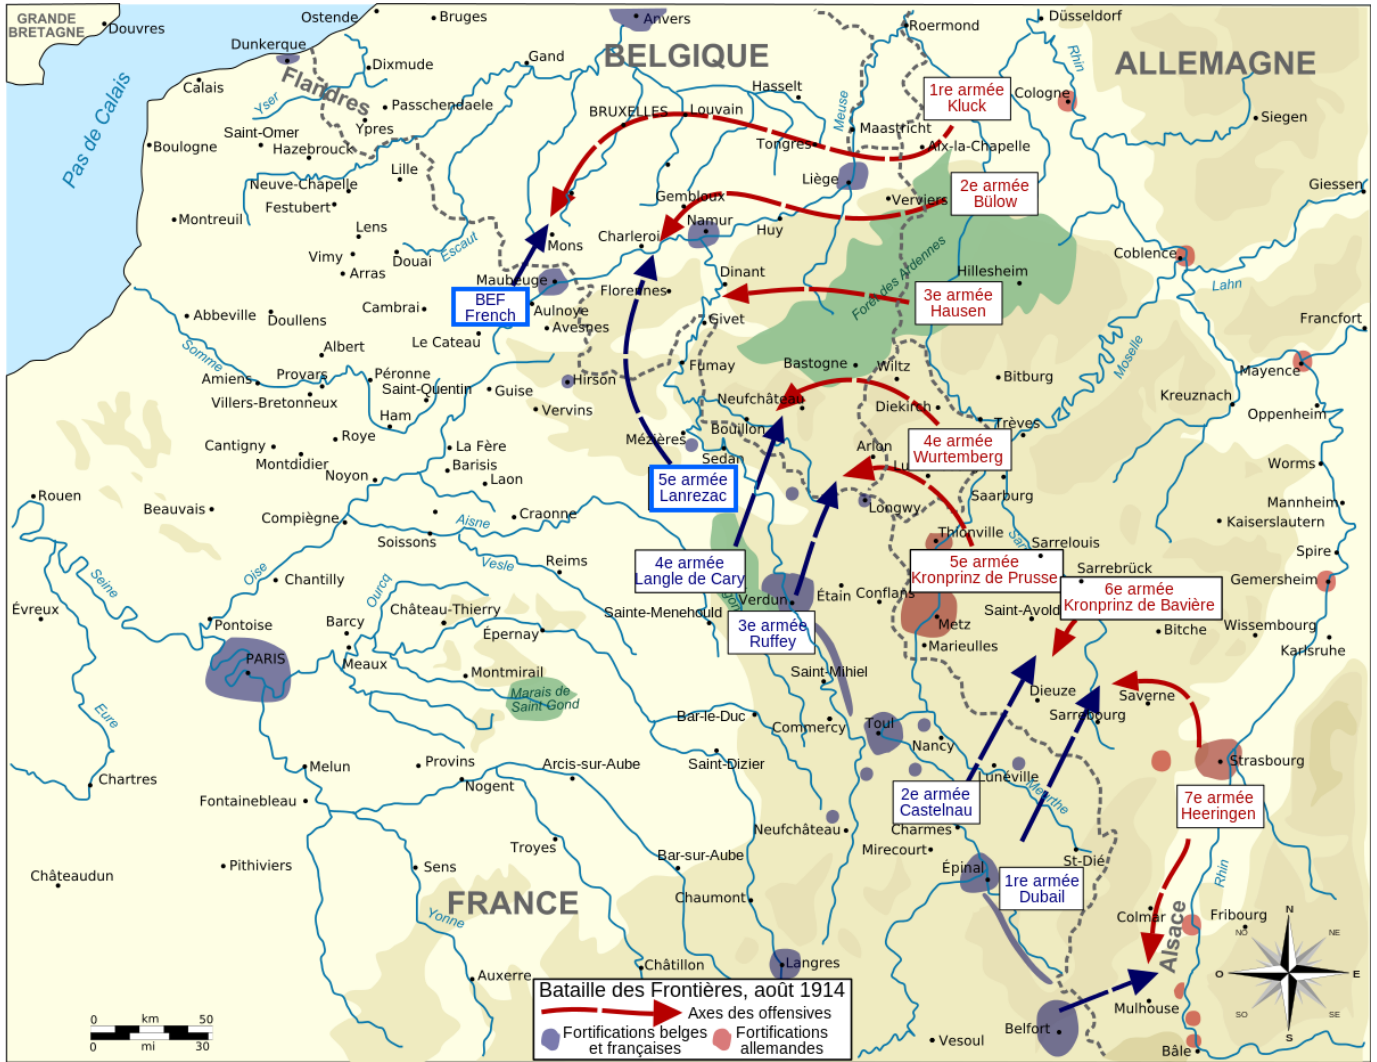 GRANDE
BRETAGNE
Douvres
Ostende
Bruges
Anvers
Roermond
Düsseldorf
Dunkerque
Gand
BELGIQUE
ALLEMAGNE
Pas de Calais
Calais
Flandres
Dixmude
Yser
Passchendaele
Ypres
Hasselt
BRUXELLES
Louvain
Meuse
Rhin
1re armée
Kluck
Cologne
Siegen
Saint-Omer
Hazebrouck
Boulogne
Maastricht
Tongres
Aix-la-Chapelle
Lille
Neuve-Chapelle
Festubert
Liège
Verviers
2e armée
Bülow
Giessen
Montreuil
Gembloux
Namur
Huy
Lens
Escaut
Mons
Charleroi
Vimy
Douai
Arras
Foret des Ardennes
Coblence
Lahn
Maubeuge
Dinant
Hillesheim
Florennes
BEF
French
3e armée
Hausen
Cambrai
Abbeville
Doullens
Aulnoye
Avesnes
Givet
Francfort
Le Cateau
Somme
Albert
Moselle
Amiens
Provars
Péronne
Saint-Quentin
Guise
Hirson
Fumay
Bastogne
Wiltz
Bitburg
Mayence
Villers-Bretonneux
Vervins
Neufchâteau
Diekirch
Kreuznach
Oppenheim
Ham
Bouillon
Trèves
Cantigny
Roye
Montdidier
La Fère
Mézières
Sedan
Arlon
Lu
4e armée
Wurtemberg
Barisis
Noyon
Laon
5e armée
Lanrezac
Worms
Rouen
Saarburg
Beauvais
Compiègne
Craonne
Aisne
Longwy
Mannheim
Kaiserslautern
Soissons
Thionville
Sar
Sarrelouis
Spire
Seine
Oise
Chantilly
Vesle
Reims
4e armée
Langle de Cary
5e armée
Kronprinz de Prusse
Sarrebrück
Gemersheim
6e armée
Kronprinz de Bavière
Ourcq
Évreux
Château-Thierry
Sainte-Menehould
Verdun
Étain
Conflans
Saint-Avold
Pontoise
Barcy
Épernay
3e armée
Ruffey
Metz
Bitche
Wissembourg
Karlsruhe
PARIS
Meaux
Marieulles
Montmirail
Saint-Mihiel
Marais de
Saint Gond
Dieuze
Saverne
Eure
Bar-le-Duc
Commercy
Toul
Sarrebourg
Nancy
Melun
Provins
Arcis-sur-Aube
Saint-Dizier
Strasbourg
Chartres
Nogent
Lunéville
Meurthe
Fontainebleau
2e armée
Castelnau
7e armée
Heeringen
Neufchâteau
Charmes
Mirecourt
Troyes
Bar-sur-Aube
St-Dié
Pithiviers
Sens
Épinal
Rhin
Châteaudun
1re armée
Dubail
FRANCE
Chaumont
Yonne
Colmar
Alsace
Fribourg
N
NO
NE
O
E
SO
SE
S
Auxerre
Châtillon
Langres
Mulhouse
Belfort
Vesoul
Bâle
Bataille des Frontières, août 1914
Axes des offensives
Fortifications belges
et françaises
Fortifications
allemandes
0 km 50
0 mi 30